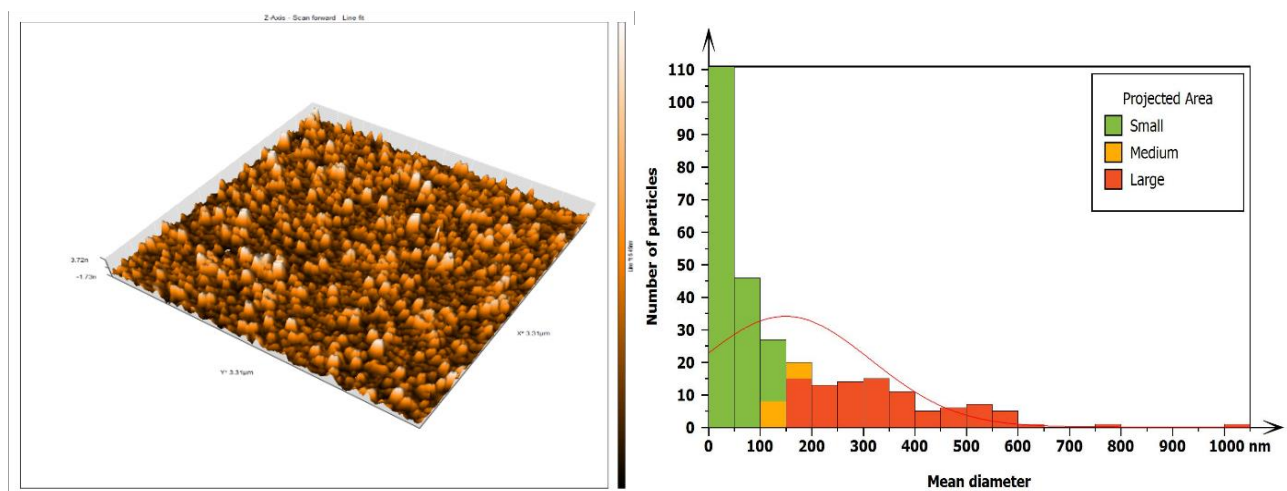 Z-Axis - Scan forward Line fit
3.72n
-1.73n
Y* 3.31µm
X* 3.31µm
Number of particles
110
100
90
80
70
60
50
40
30
20
10
0
0 100 200 300 400 500 600 700 800 900 1000 nm
Mean diameter
Projected Area
Small
Medium
Large